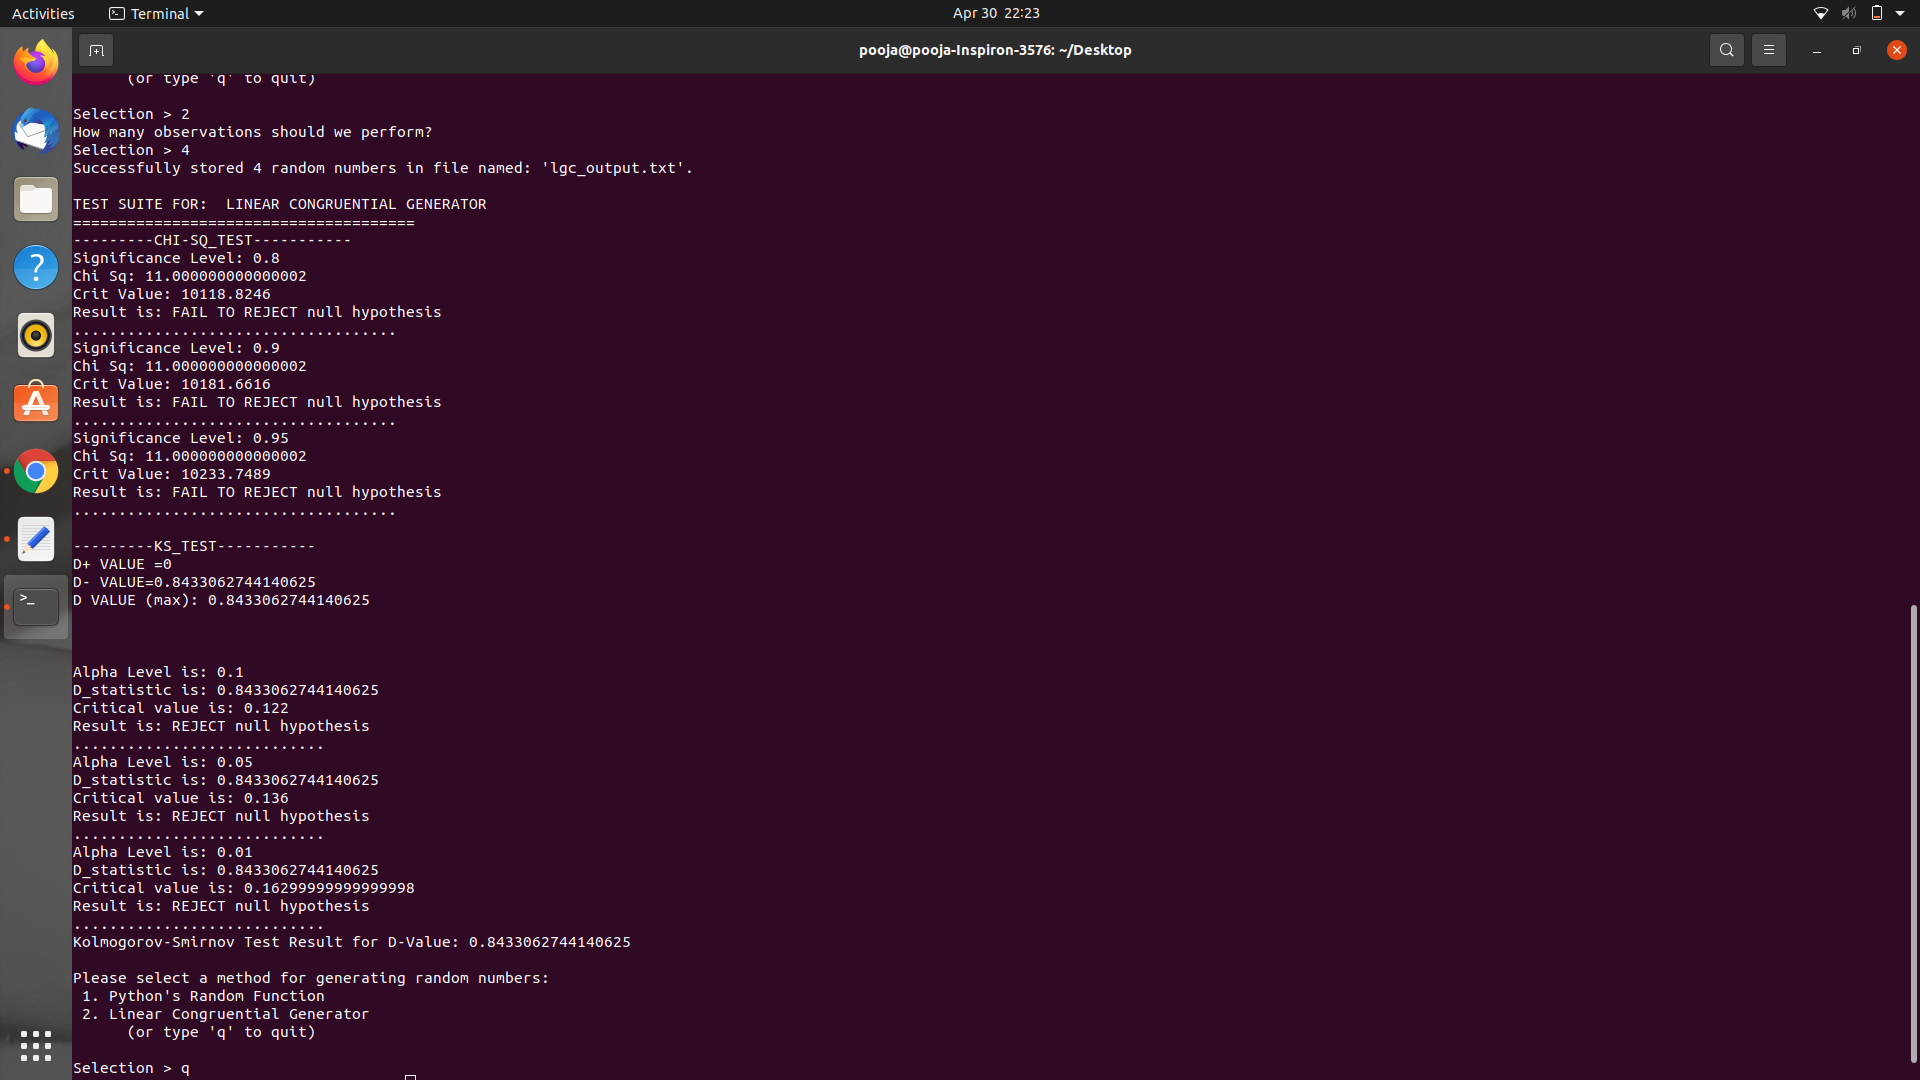 Activities
Terminal
Apr 30 22:23
pooja@pooja-Inspiron-3576: ~/Desktop
(or type 'q' to quit)
Selection > 2
How many observations should we perform?
Selection > 4
Successfully stored 4 random numbers in file named: 'lgc_output.txt'.
TEST SUITE FOR:  LINEAR CONGRUENTIAL GENERATOR
======================================
---------CHI-SQ_TEST-----------
Significance Level: 0.8
Chi Sq: 11.000000000000002
Crit Value: 10118.8246
Result is: FAIL TO REJECT null hypothesis
....................................
Significance Level: 0.9
Chi Sq: 11.000000000000002
Crit Value: 10181.6616
Result is: FAIL TO REJECT null hypothesis
....................................
Significance Level: 0.95
Chi Sq: 11.000000000000002
Crit Value: 10233.7489
Result is: FAIL TO REJECT null hypothesis
....................................
---------KS_TEST-----------
D+ VALUE =0
D- VALUE=0.8433062744140625
D VALUE (max): 0.8433062744140625
Alpha Level is: 0.1
D_statistic is: 0.8433062744140625
Critical value is: 0.122
Result is: REJECT null hypothesis
............................
Alpha Level is: 0.05
D_statistic is: 0.8433062744140625
Critical value is: 0.136
Result is: REJECT null hypothesis
............................
Alpha Level is: 0.01
D_statistic is: 0.8433062744140625
Critical value is: 0.16299999999999998
Result is: REJECT null hypothesis
............................
Kolmogorov-Smirnov Test Result for D-Value: 0.8433062744140625
Please select a method for generating random numbers:
1. Python's Random Function
2. Linear Congruential Generator
(or type 'q' to quit)
Selection > q